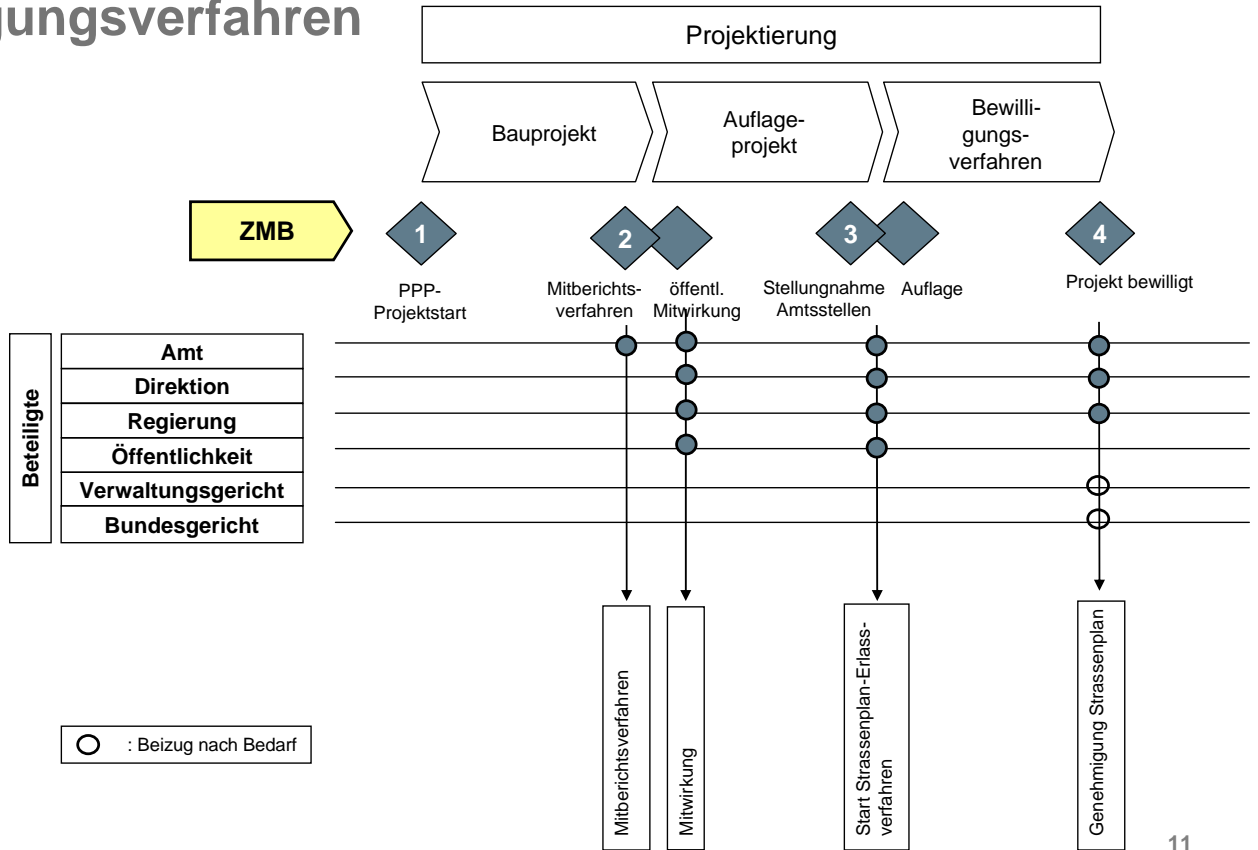 gungsverfahren
Projektierung
Bauprojekt
Auflage-
projekt
Bewilli-
gungs-
verfahren
ZMB
1
2
3
4
PPP-
Projektstart
Mitberichts-
verfahren
öffentl.
Mitwirkung
Stellungnahme
Amtsstellen
Auflage
Projekt bewilligt
Beteiligte
Amt
Direktion
Regierung
Öffentlichkeit
Verwaltungsgericht
Bundesgericht
Mitberichtsverfahren
Mitwirkung
Start Strassenplan-Erlass-
verfahren
Genehmigung Strassenplan
: Beizug nach Bedarf
11